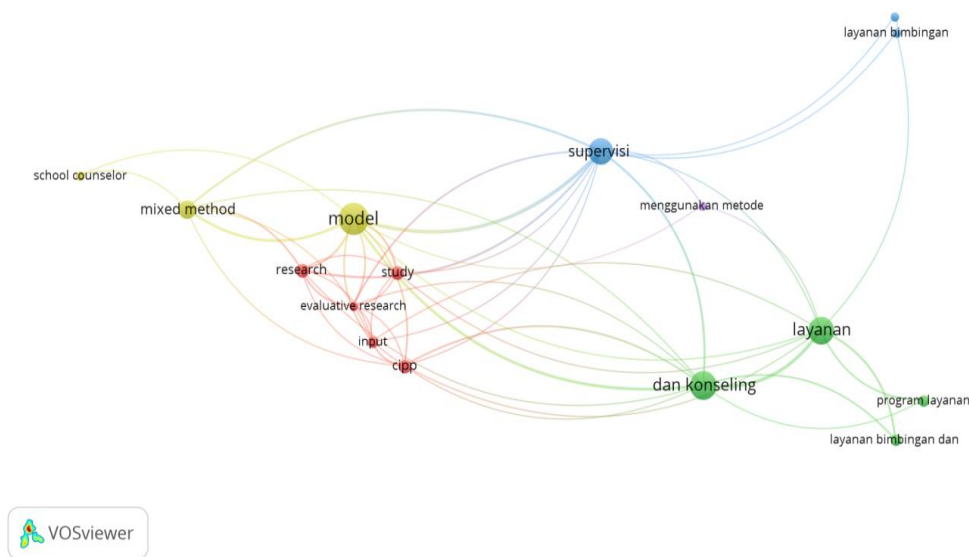 layanan bimbingan
supervisi
school counselor
mixed method
menggunakan metode
model
research
study
evaluative research
input
cipp
layanan
dan konseling
program layanan
layanan bimbingan dan
VOSviewer